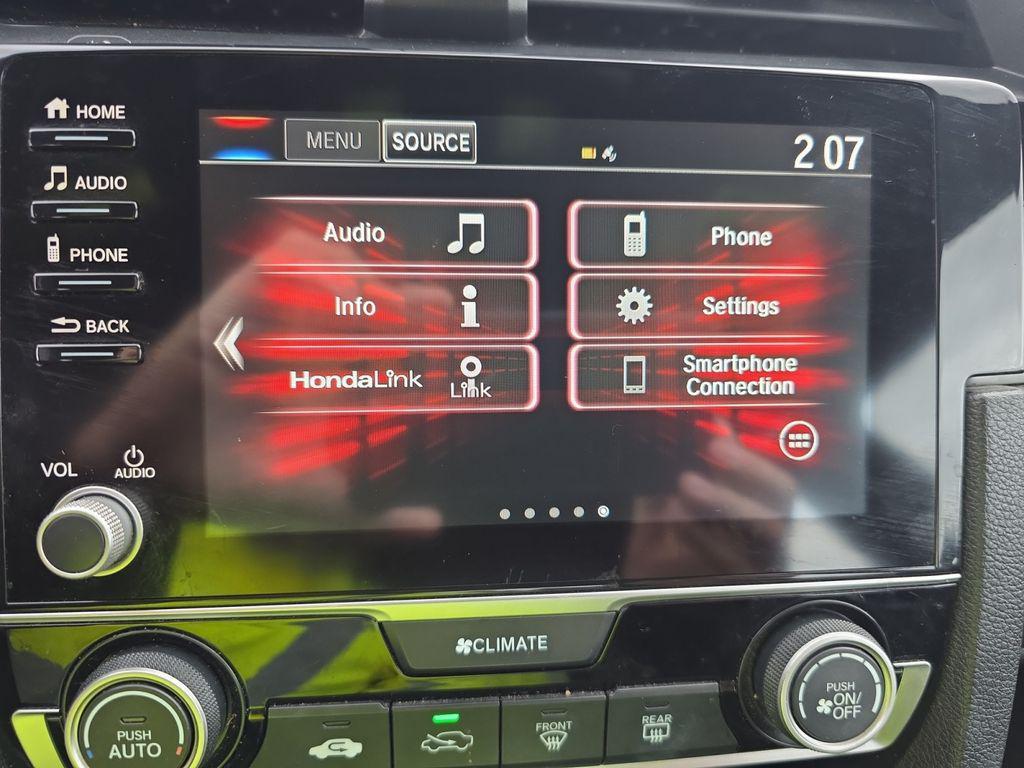 HOME
MENU SOURCE 2 07
AUDIO
Audio Phone
PHONE
Info Settings
BACK
HondaLink Link Smartphone
Connection
VOL AUDIO
CLIMATE
PUSH
AUTO
FRONT
REAR
PUSH
ON/
OFF